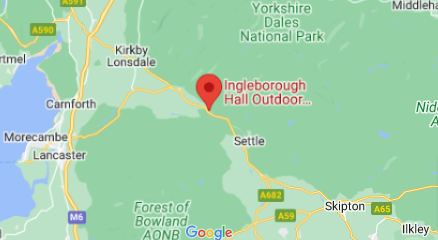 A591
Yorkshire
Dales
National Park
Middleha
A590
Kirkby
Lonsdale
rtmel
Ingleborough
Hall Outdoor...
Carnforth
Nid
A
Morecambe
Lancaster
Settle
Forest of
Bowland
AONB
A682
Skipton
A65
A59
Ilkley
M6
Google